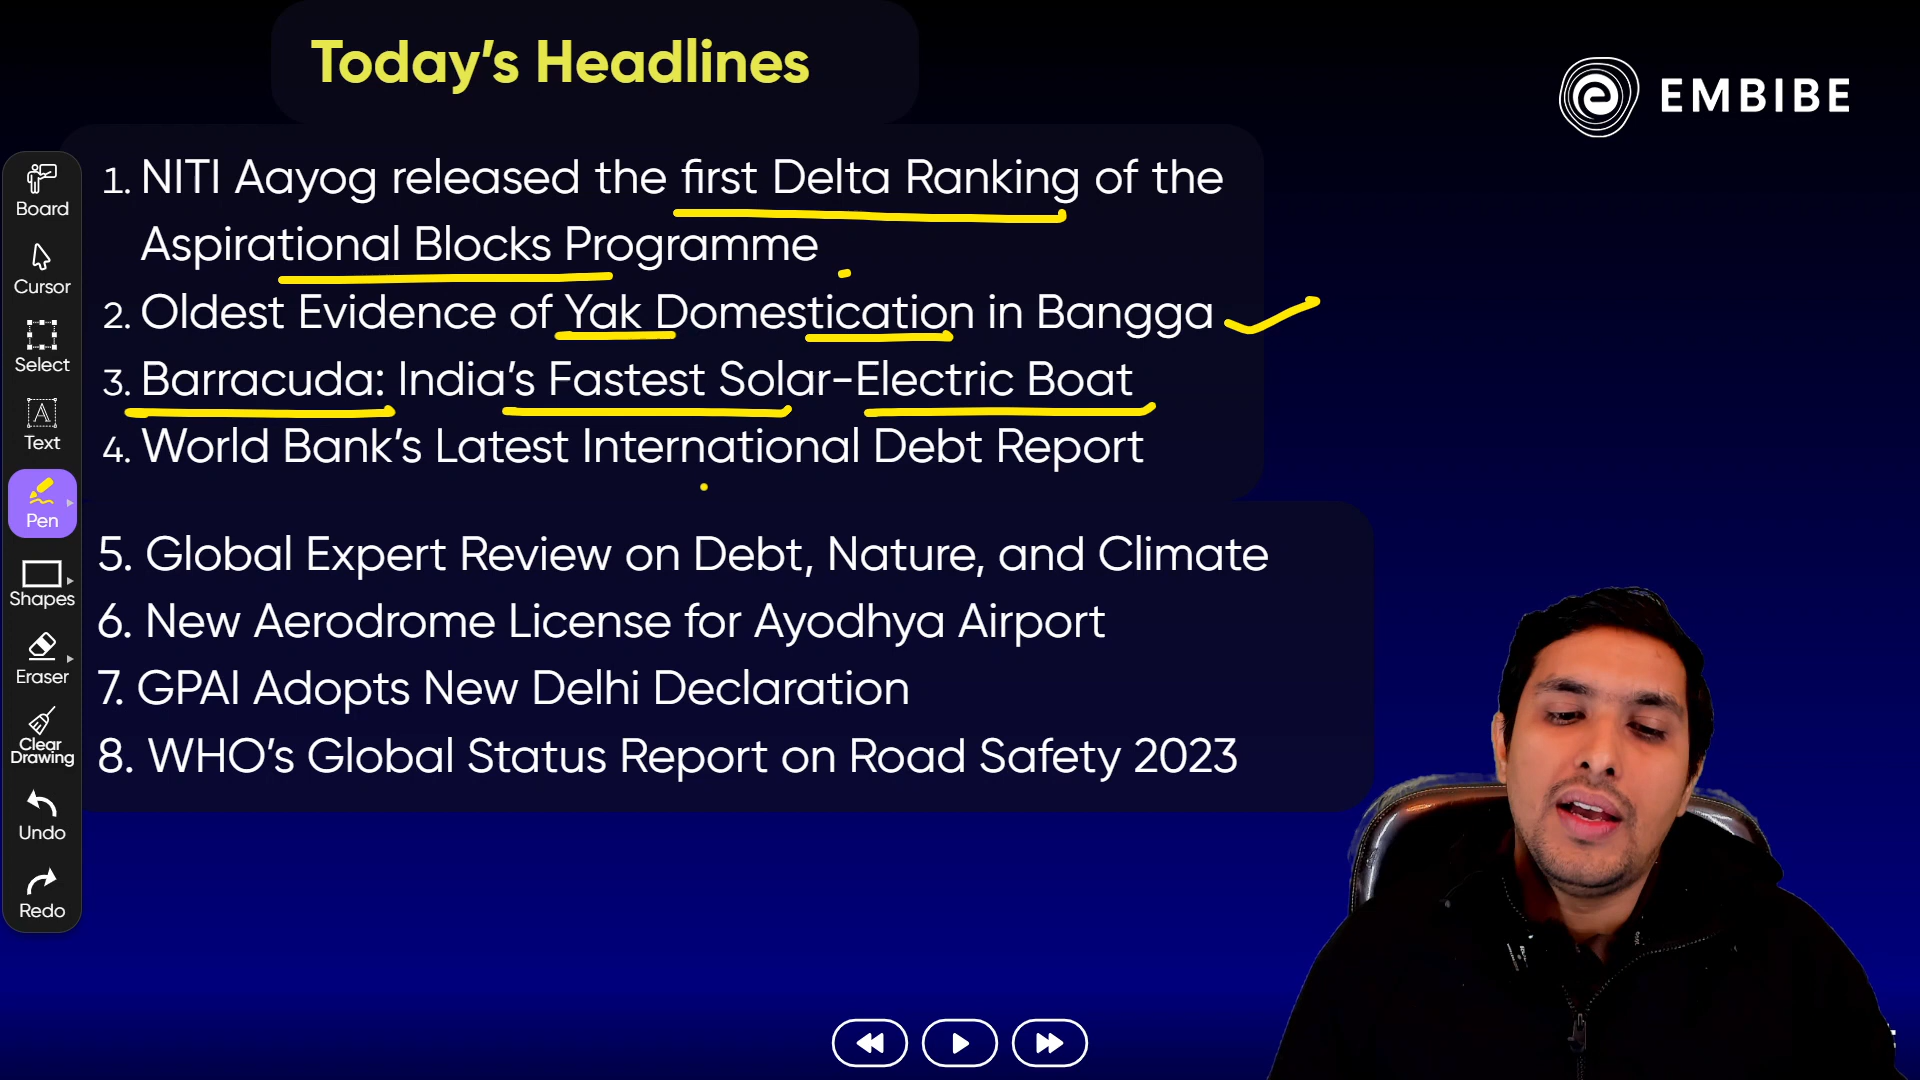 Today's Headlines
EMBIBE
1. NITI Aayog released the first Delta Ranking of the
Aspirational Blocks Programme
2. Oldest Evidence of Yak Domestication in Bangga
3. Barracuda: India's Fastest Solar-Electric Boat
4. World Bank's Latest International Debt Report
5. Global Expert Review on Debt, Nature, and Climate
6. New Aerodrome License for Ayodhya Airport
7. GPAI Adopts New Delhi Declaration
8. WHO's Global Status Report on Road Safety 2023
Board
Cursor
Select
Text
Pen
Shapes
Eraser
Clear
Drawing
Undo
Redo